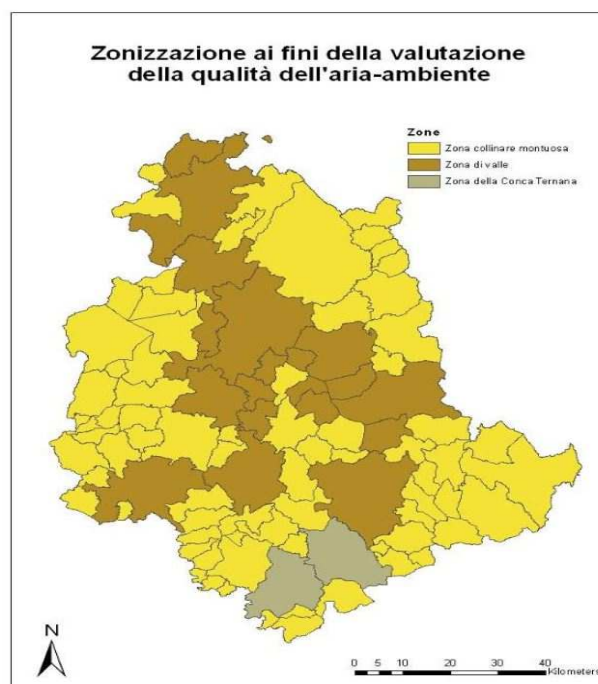 Zonizzazione ai fini della valutazione
della qualità dell'aria-ambiente
Zone
Zona collinare montuosa
Zona di valle
Zona della Conca Ternana
N
0 5 10 20 30 40
Kilometers